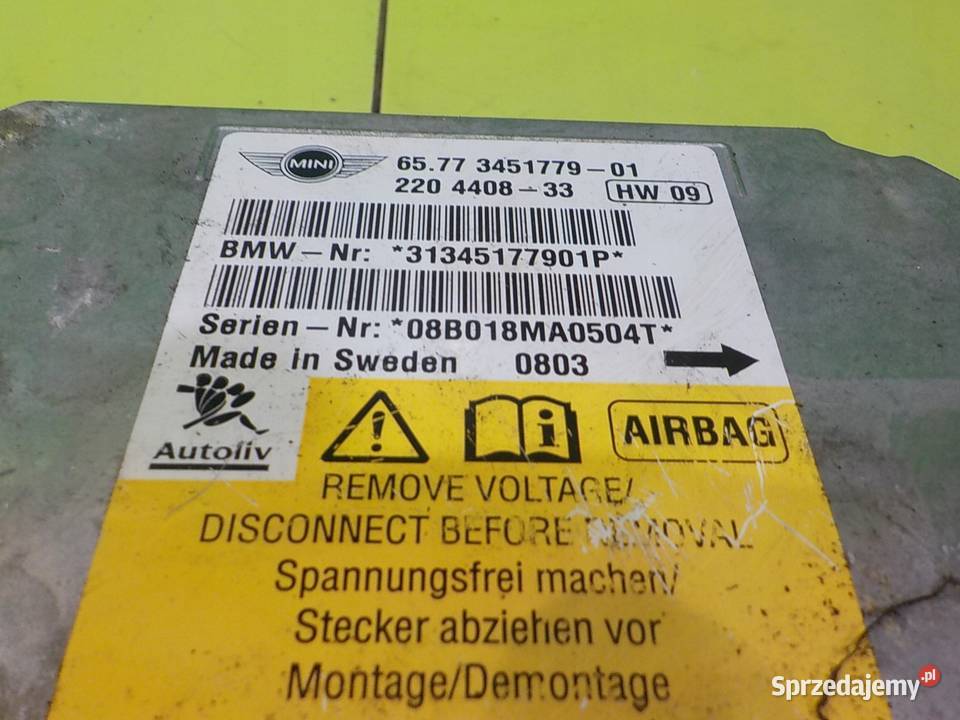 MINI
65.77 3451779-01
220 4408-33 HW 09
BMW-Nr: *31345177901P*
Serien-Nr: *08B018MA0504T*
Made in Sweden 0803
Autoliv
AIRBAG
REMOVE VOLTAGE/
DISCONNECT BEFORE REMOVAL
Spannungsfrei machen/
Stecker abziehen vor
Montage/Demontage
Sprzedajemy.pl